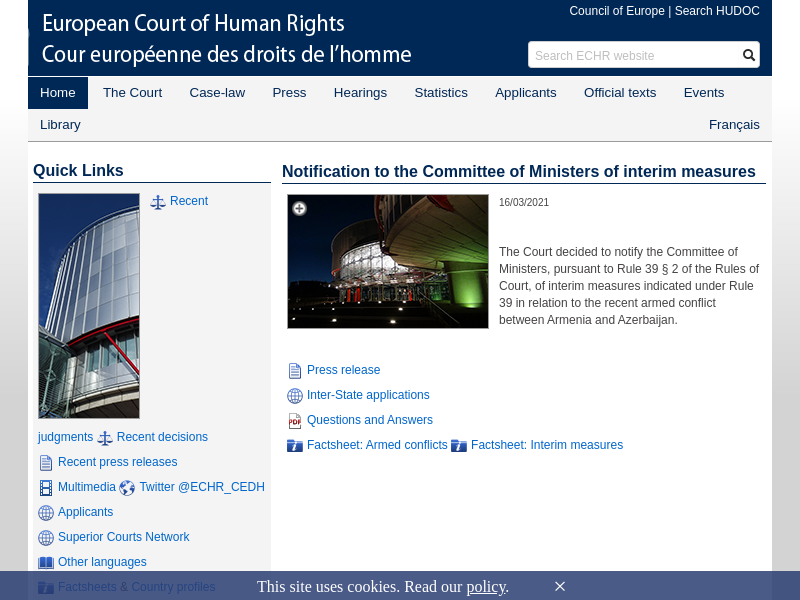 European Court of Human Rights
Cour européenne des droits de l'homme
Council of Europe | Search HUDOC
Search ECHR website
Home The Court Case-law Press Hearings Statistics Applicants Official texts Events
Library Français
Quick Links
Recent
judgments Recent decisions
Recent press releases
Multimedia Twitter @ECHR_CEDH
Applicants
Superior Courts Network
Other languages
Factsheets & Country profiles
Notification to the Committee of Ministers of interim measures
16/03/2021
The Court decided to notify the Committee of
Ministers, pursuant to Rule 39 § 2 of the Rules of
Court, of interim measures indicated under Rule
39 in relation to the recent armed conflict
between Armenia and Azerbaijan.
Press release
Inter-State applications
PDF Questions and Answers
Factsheet: Armed conflicts Factsheet: Interim measures
This site uses cookies. Read our policy. ×